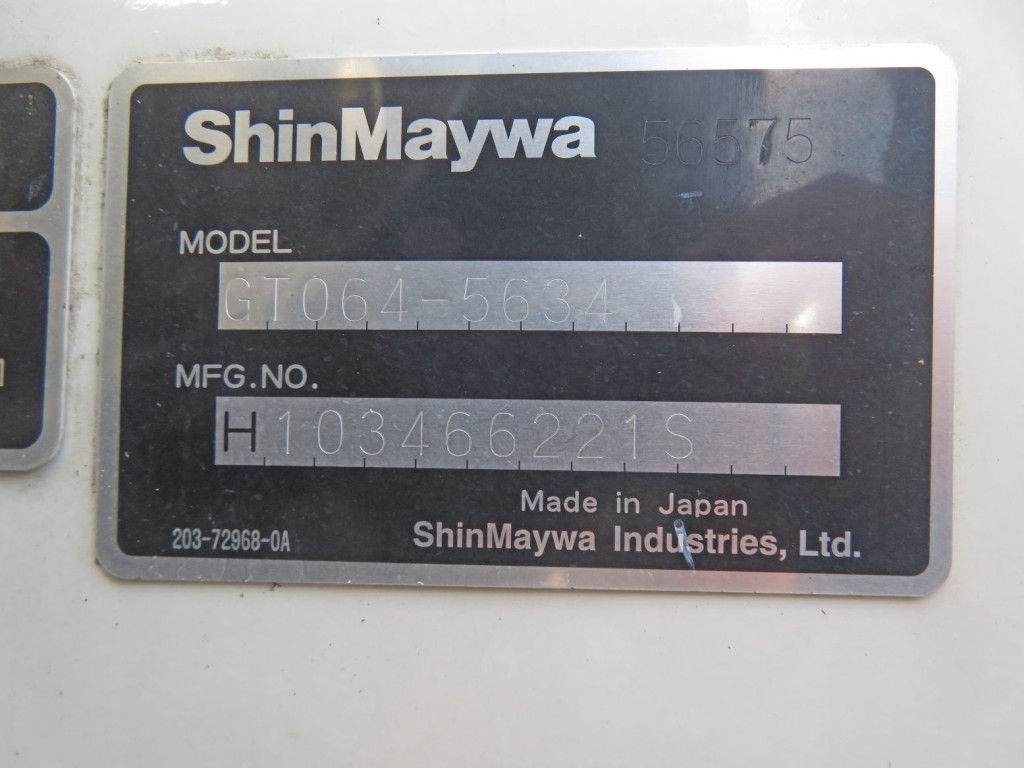 ShinMaywa 56575
MODEL
GT064-5634
MFG.NO.
H103466221S
Made in Japan
203-72968-0A ShinMaywa Industries, Ltd.